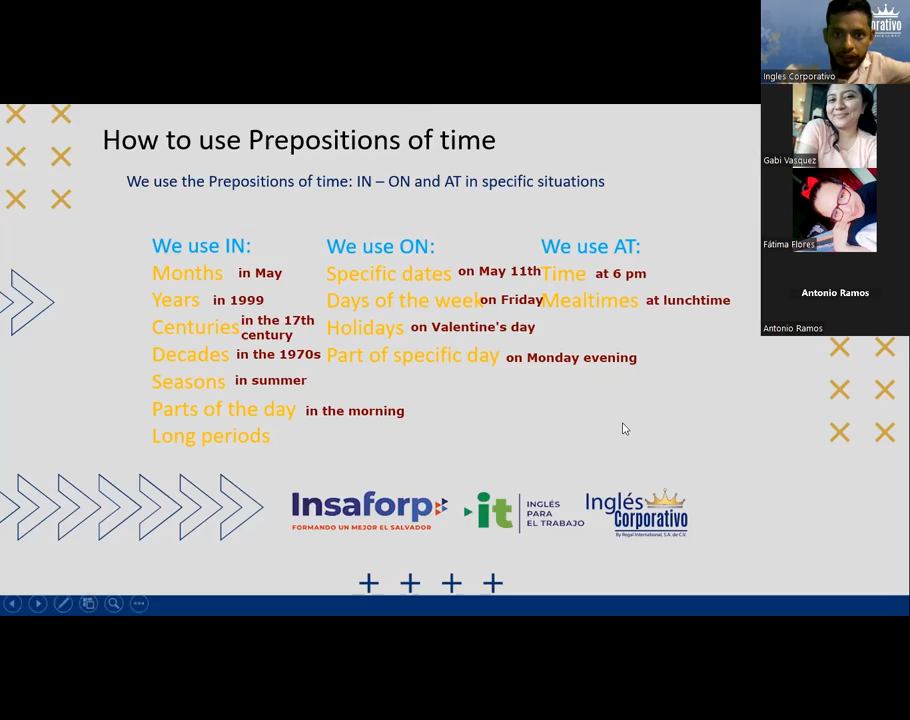 How to use Prepositions of time
We use the Prepositions of time: IN – ON and AT in specific situations
We use IN:
Months in May
Years in 1999
Centuries in the 17th century
Decades in the 1970s
Seasons in summer
Parts of the day in the morning
Long periods
We use ON:
Specific dates on May 11th
Days of the week on Friday
Holidays on Valentine's day
Part of specific day on Monday evening
We use AT:
Time at 6 pm
Mealtimes at lunchtime
Insaforp
FORMANDO UN MEJOR EL SALVADOR
it
INGLÉS
PARA
EL TRABAJO
Inglés
Corporativo
By Regal International, S.A. de C.V.
orativo
Ingles Corporativo
Gabi Vasquez
Fátima Flores
Antonio Ramos
Antonio Ramos